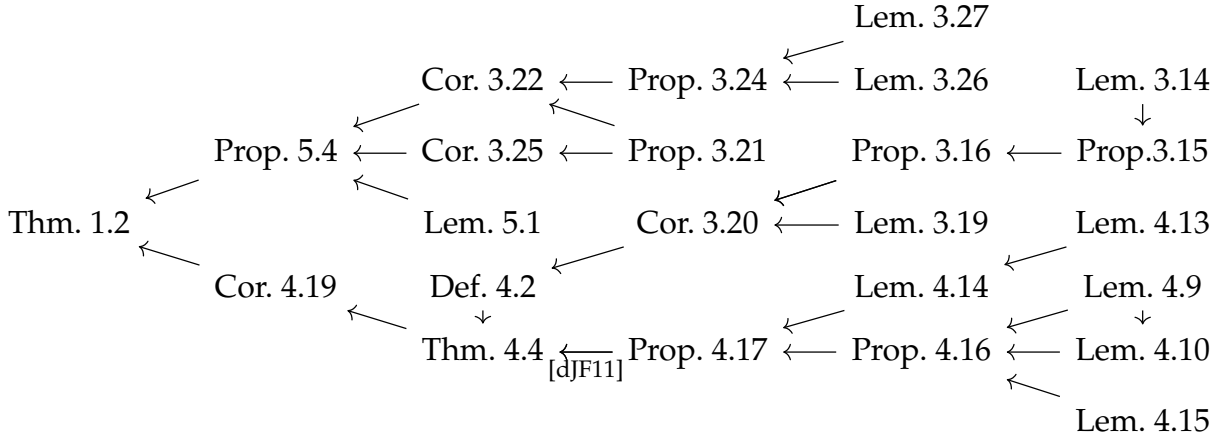 Lem. 3.27
Cor. 3.22 Prop. 3.24 Lem. 3.26 Lem. 3.14
Prop. 5.4 Cor. 3.25 Prop. 3.21 Prop. 3.16 Prop.3.15
Thm. 1.2 Lem. 5.1 Cor. 3.20 Lem. 3.19 Lem. 4.13
Cor. 4.19 Def. 4.2 Lem. 4.14 Lem. 4.9
Thm. 4.4 Prop. 4.17 Prop. 4.16 Lem. 4.10
[dJF11]
Lem. 4.15